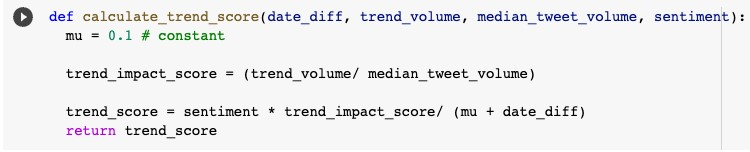 def calculate_trend_score(date_diff, trend_volume, median_tweet_volume, sentiment):
mu = 0.1 # constant
trend_impact_score = (trend_volume/ median_tweet_volume)
trend_score = sentiment * trend_impact_score/ (mu + date_diff)
return trend_score